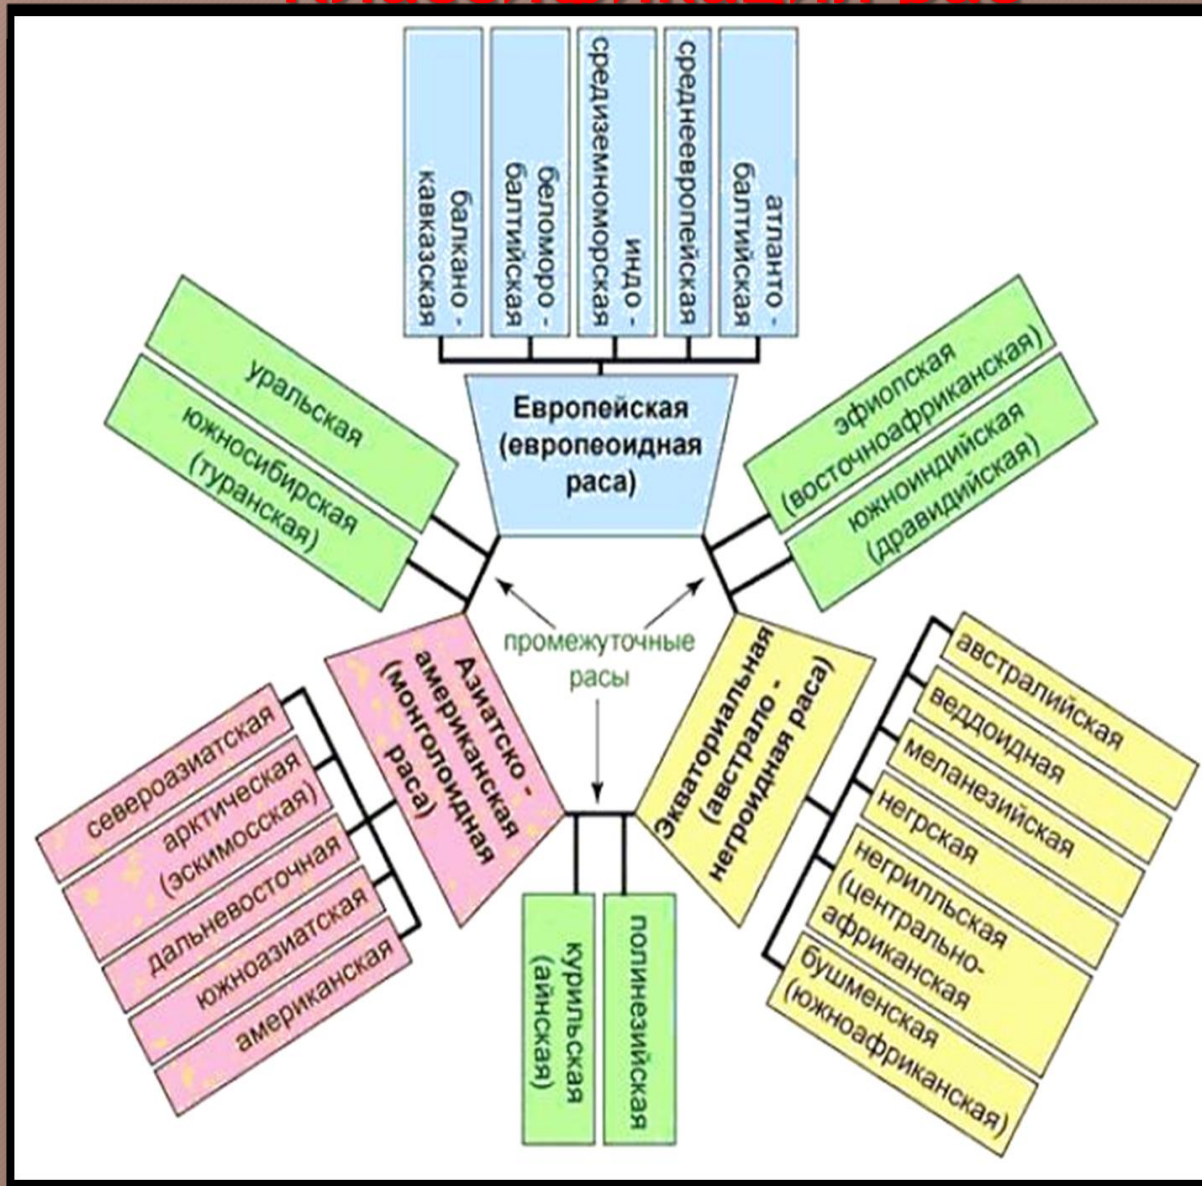 балкано -
кавказская
беломоро -
балтийская
индо -
средиземноморская
среднеевропейская
атланто -
балтийская
Европейская
(европеоидная
раса)
уральская
южносибирская
(туранская)
эфиопская
(восточноафриканская)
южноиндийская
(дравидийская)
промежуточные
расы
Азиатско -
американская
(монголоидная
раса)
североазиатская
арктическая
(эскимосская)
дальневосточная
южноазиатская
американская
Экваториальная
(австрало -
негроидная раса)
австралийская
веддоидная
меланезийская
негрская
негрилльская
(центрально-
африканская
бушменская
(южноафриканская)
курильская
(айнская)
полинезийская